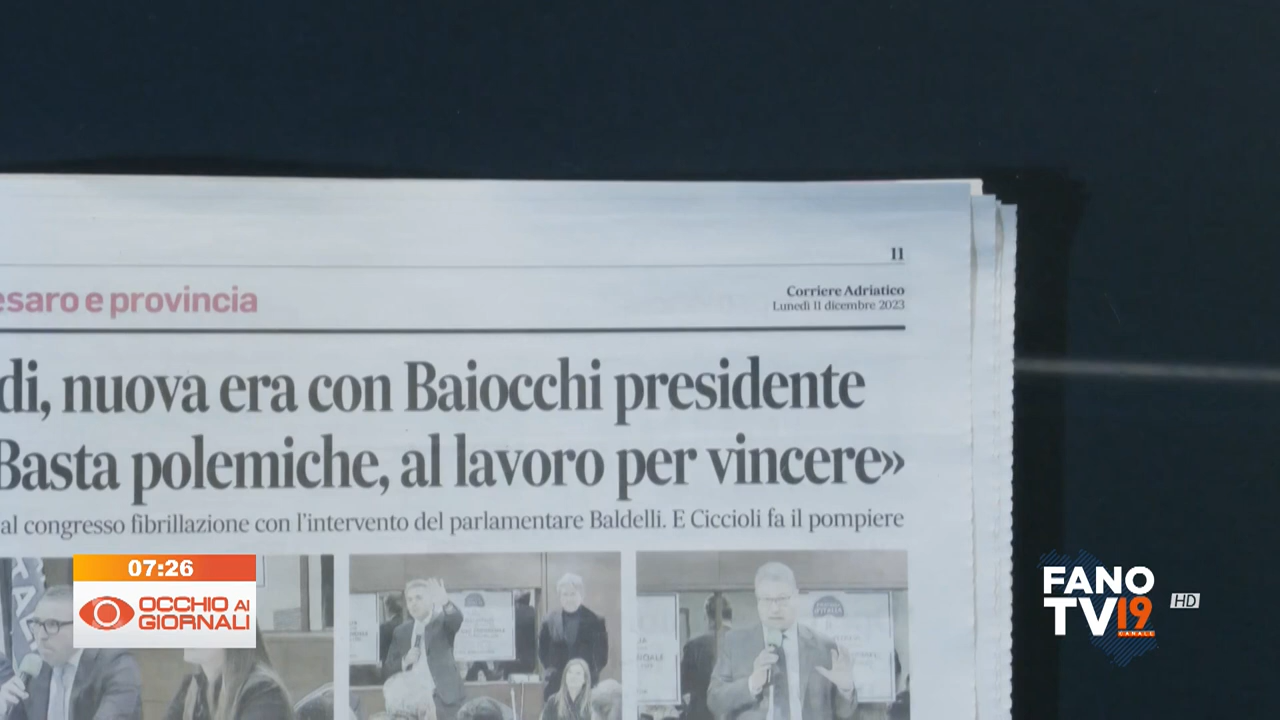 11
esaro e provincia
Corriere Adriatico
Lunedì 11 dicembre 2023
di, nuova era con Baiocchi presidente
Basta polemiche, al lavoro per vincere»
al congresso fibrillazione con l'intervento del parlamentare Baldelli. E Ciccioli fa il pompiere
07:26
OCCHIO AI
GIORNALI
FANO
TV19
CANALE
HD